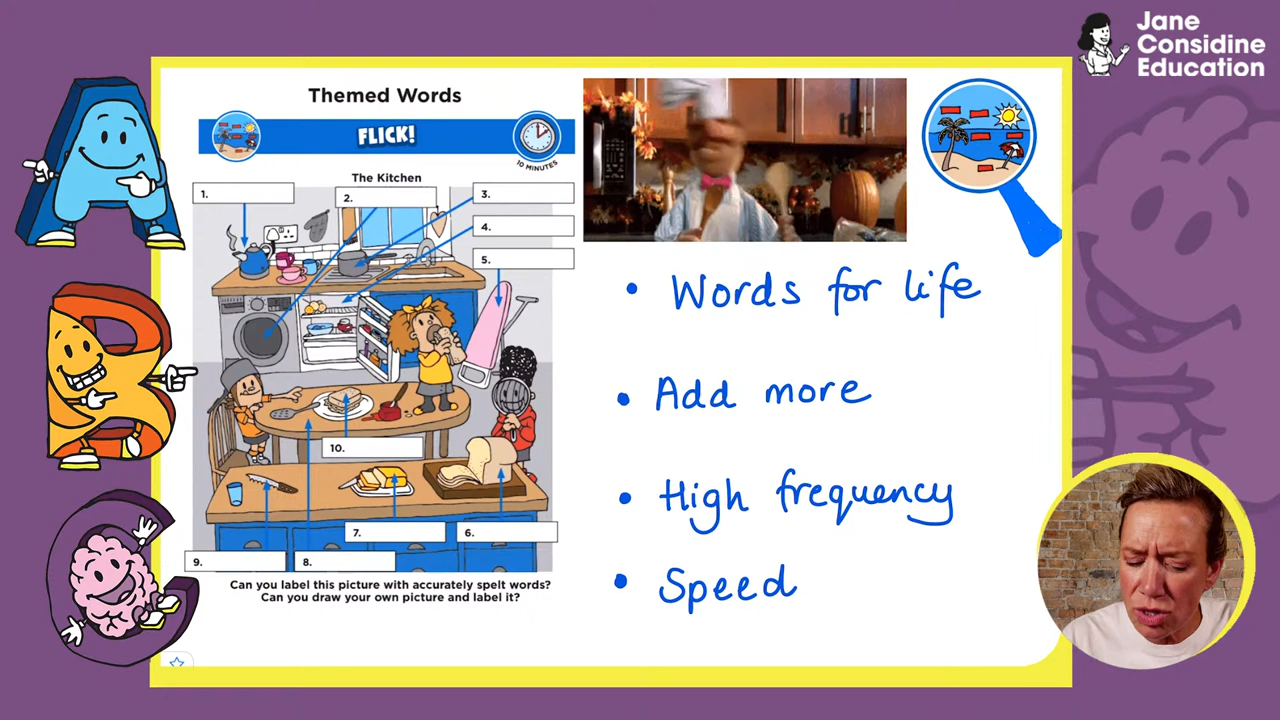 Jane
Considine
Education
Themed Words
FLICK!
10 MINUTES
The Kitchen
1.
2.
3.
4.
5.
10.
7.
6.
9.
8.
Can you label this picture with accurately spelt words?
Can you draw your own picture and label it?
• Words for life
• Add more
• High frequency
• Speed